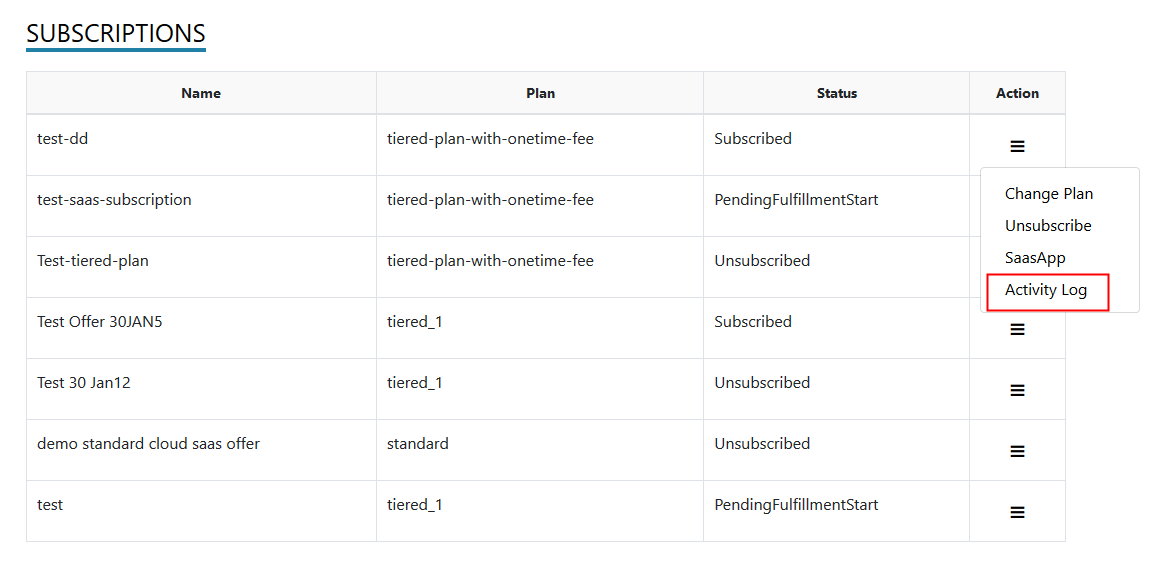 SUBSCRIPTIONS
Name Plan Status Action
test-dd tiered-plan-with-onetime-fee Subscribed
Change Plan
test-saas-subscription tiered-plan-with-onetime-fee PendingFulfillmentStart
Unsubscribe
SaasApp
Test-tiered-plan tiered-plan-with-onetime-fee Unsubscribed
Activity Log
Test Offer 30JAN5 tiered_1 Subscribed
Test 30 Jan12 tiered_1 Unsubscribed
demo standard cloud saas offer standard Unsubscribed
test tiered_1 PendingFulfillmentStart